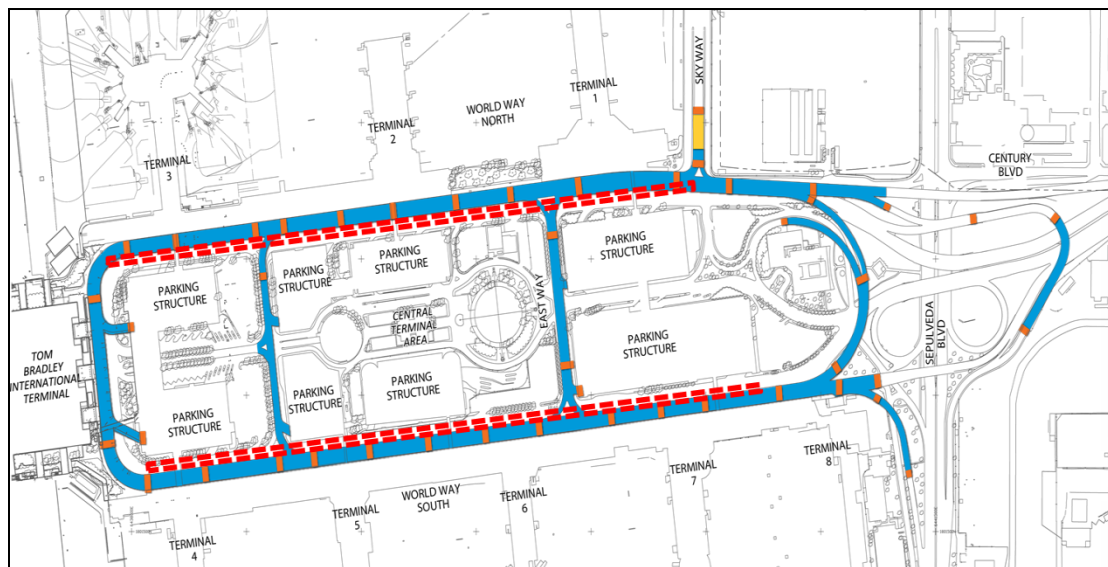 SKY WAY
TERMINAL
1
WORLD WAY
NORTH
TERMINAL
2
TERMINAL
3
CENTURY
BLVD
PARKING
STRUCTURE
PARKING
STRUCTURE
PARKING
STRUCTURE
PARKING
STRUCTURE
CENTRAL
TERMINAL
AREA
EAST WAY
SEPULVEDA
BLVD
TOM
BRADLEY
INTERNATIONAL
TERMINAL
PARKING
STRUCTURE
PARKING
STRUCTURE
PARKING
STRUCTURE
PARKING
STRUCTURE
TERMINAL
8
TERMINAL
7
WORLD WAY
SOUTH
TERMINAL
6
TERMINAL
5
TERMINAL
4